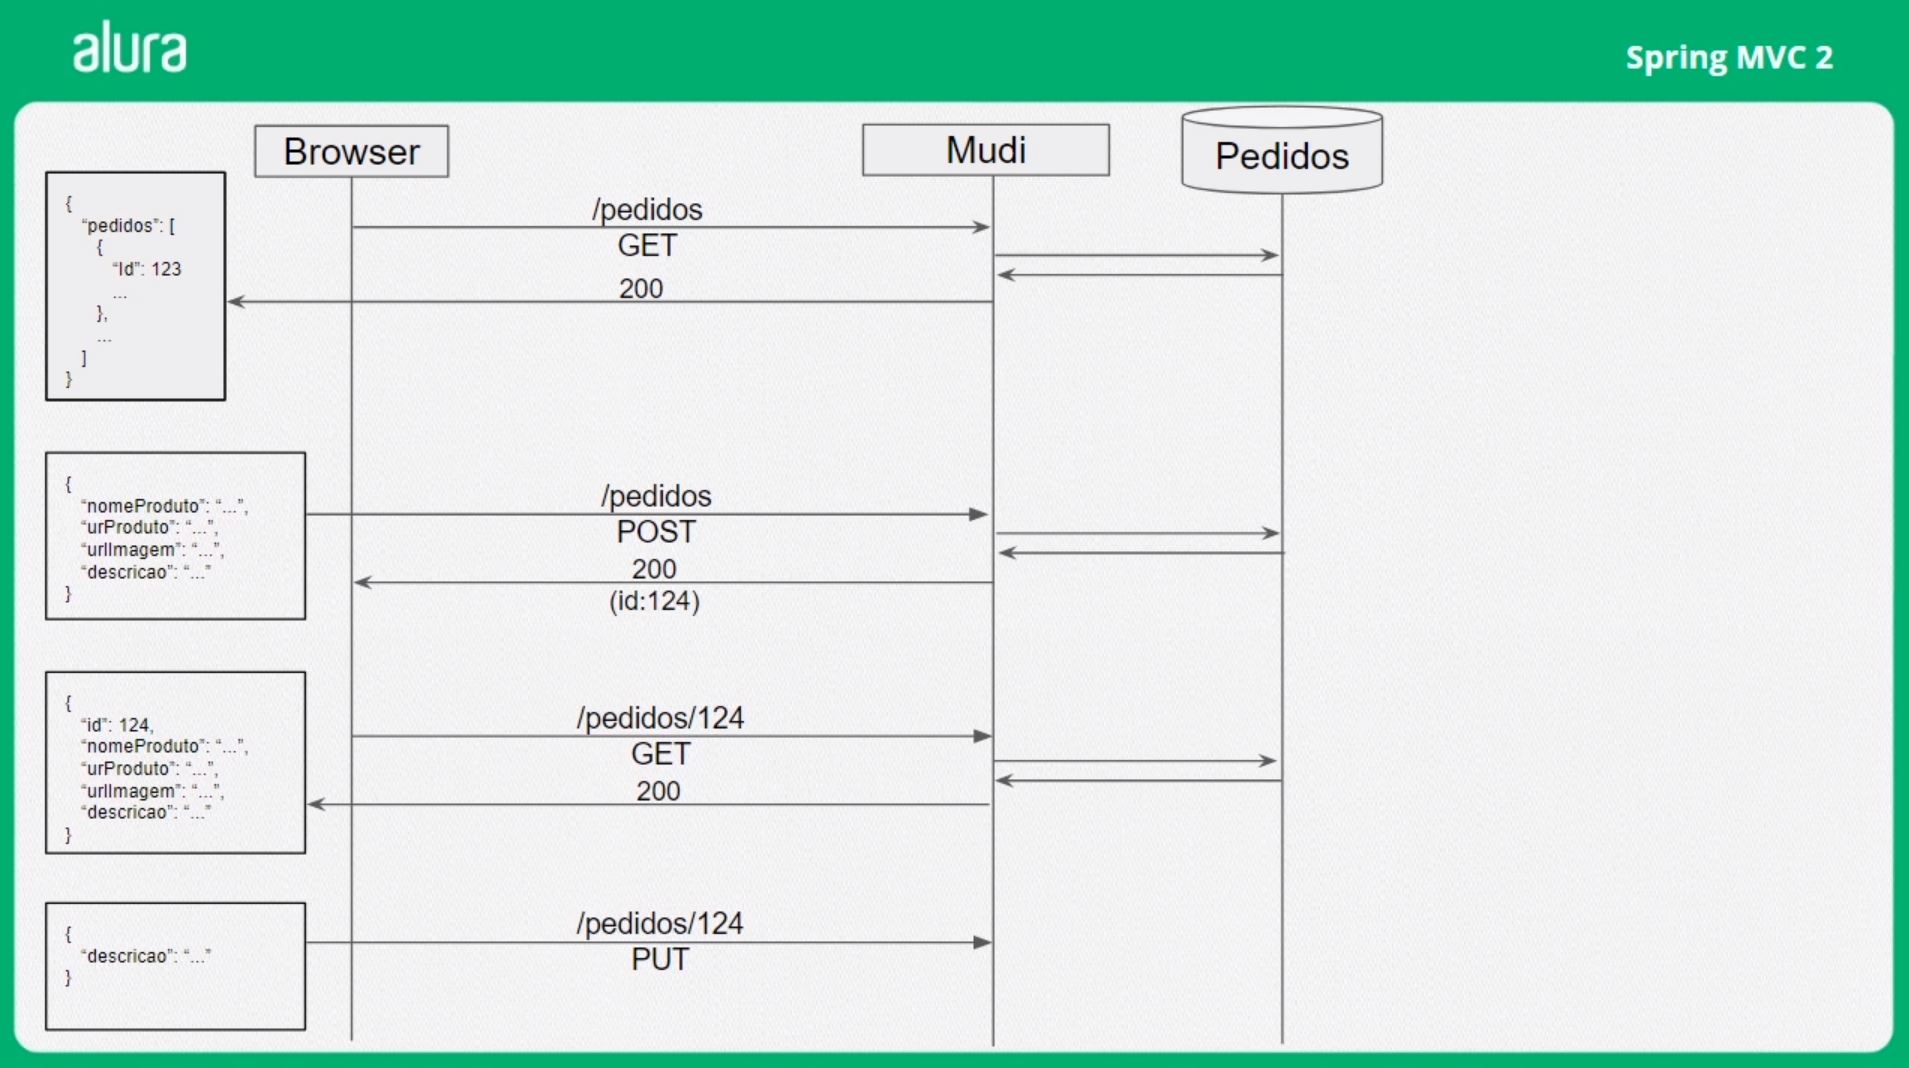 alura
Spring MVC 2
Browser
Mudi
Pedidos
{
“pedidos”: [
{
“Id”: 123
...
},
...
]
}
/pedidos
GET
200
{
“nomeProduto”: “...”,
“urProduto”: “...”,
“urlImagem”: “...”,
“descricao”: “...”
}
/pedidos
POST
200
(id:124)
{
“id”: 124,
“nomeProduto”: “...”,
“urProduto”: “...”,
“urlImagem”: “...”,
“descricao”: “...”
}
/pedidos/124
GET
200
{
“descricao”: “...”
}
/pedidos/124
PUT